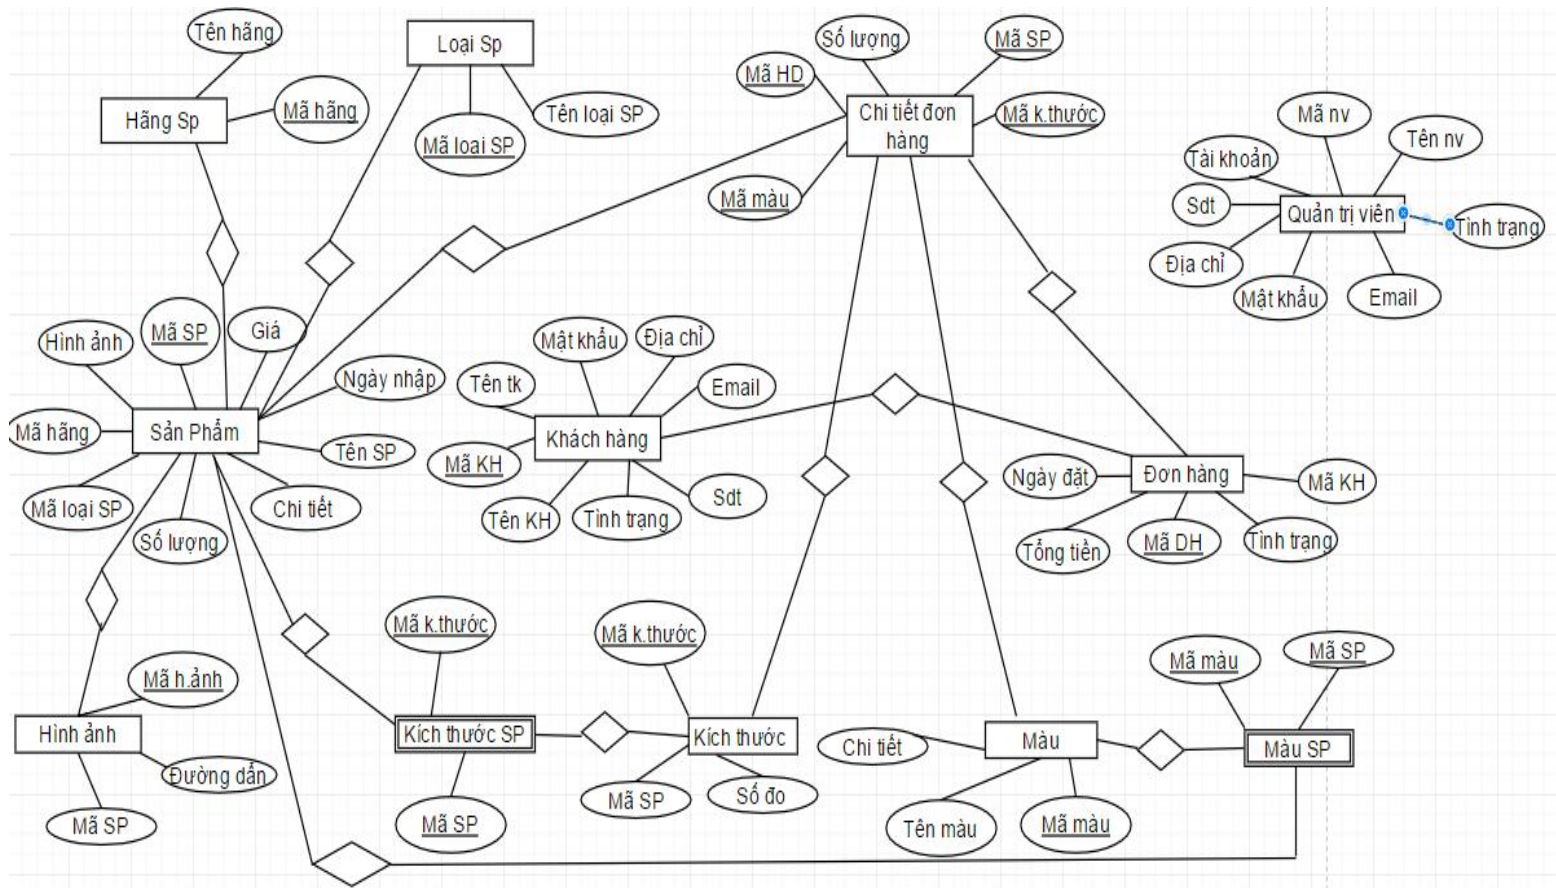 Tên hãng
Loại Sp
Số lượng
Mã SP
Mã HD
Mã hãng
Hãng Sp
Tên loại SP
Chi tiết đơn
hàng
Mã k.thước
Mã nv
Tên nv
Mã loại SP
Tài khoản
Mã màu
Sdt
Quản trị viên
Tình trạng
Địa chỉ
Mật khẩu
Email
Hình ảnh
Mã SP
Giá
Mật khẩu
Địa chỉ
Ngày nhập
Tên tk
Email
Mã hãng
Sản Phẩm
Tên SP
Khách hàng
Mã KH
Ngày đặt
Đơn hàng
Mã KH
Mã loại SP
Chi tiết
Số lượng
Tên KH
Tình trạng
Sdt
Tổng tiền
Mã DH
Tình trạng
Mã k.thước
Mã k.thước
Mã màu
Mã SP
Mã h.ảnh
Hình ảnh
Kích thước SP
Kích thước
Chi tiết
Màu
Màu SP
Đường dẫn
Mã SP
Mã SP
Mã SP
Số đo
Tên màu
Mã màu